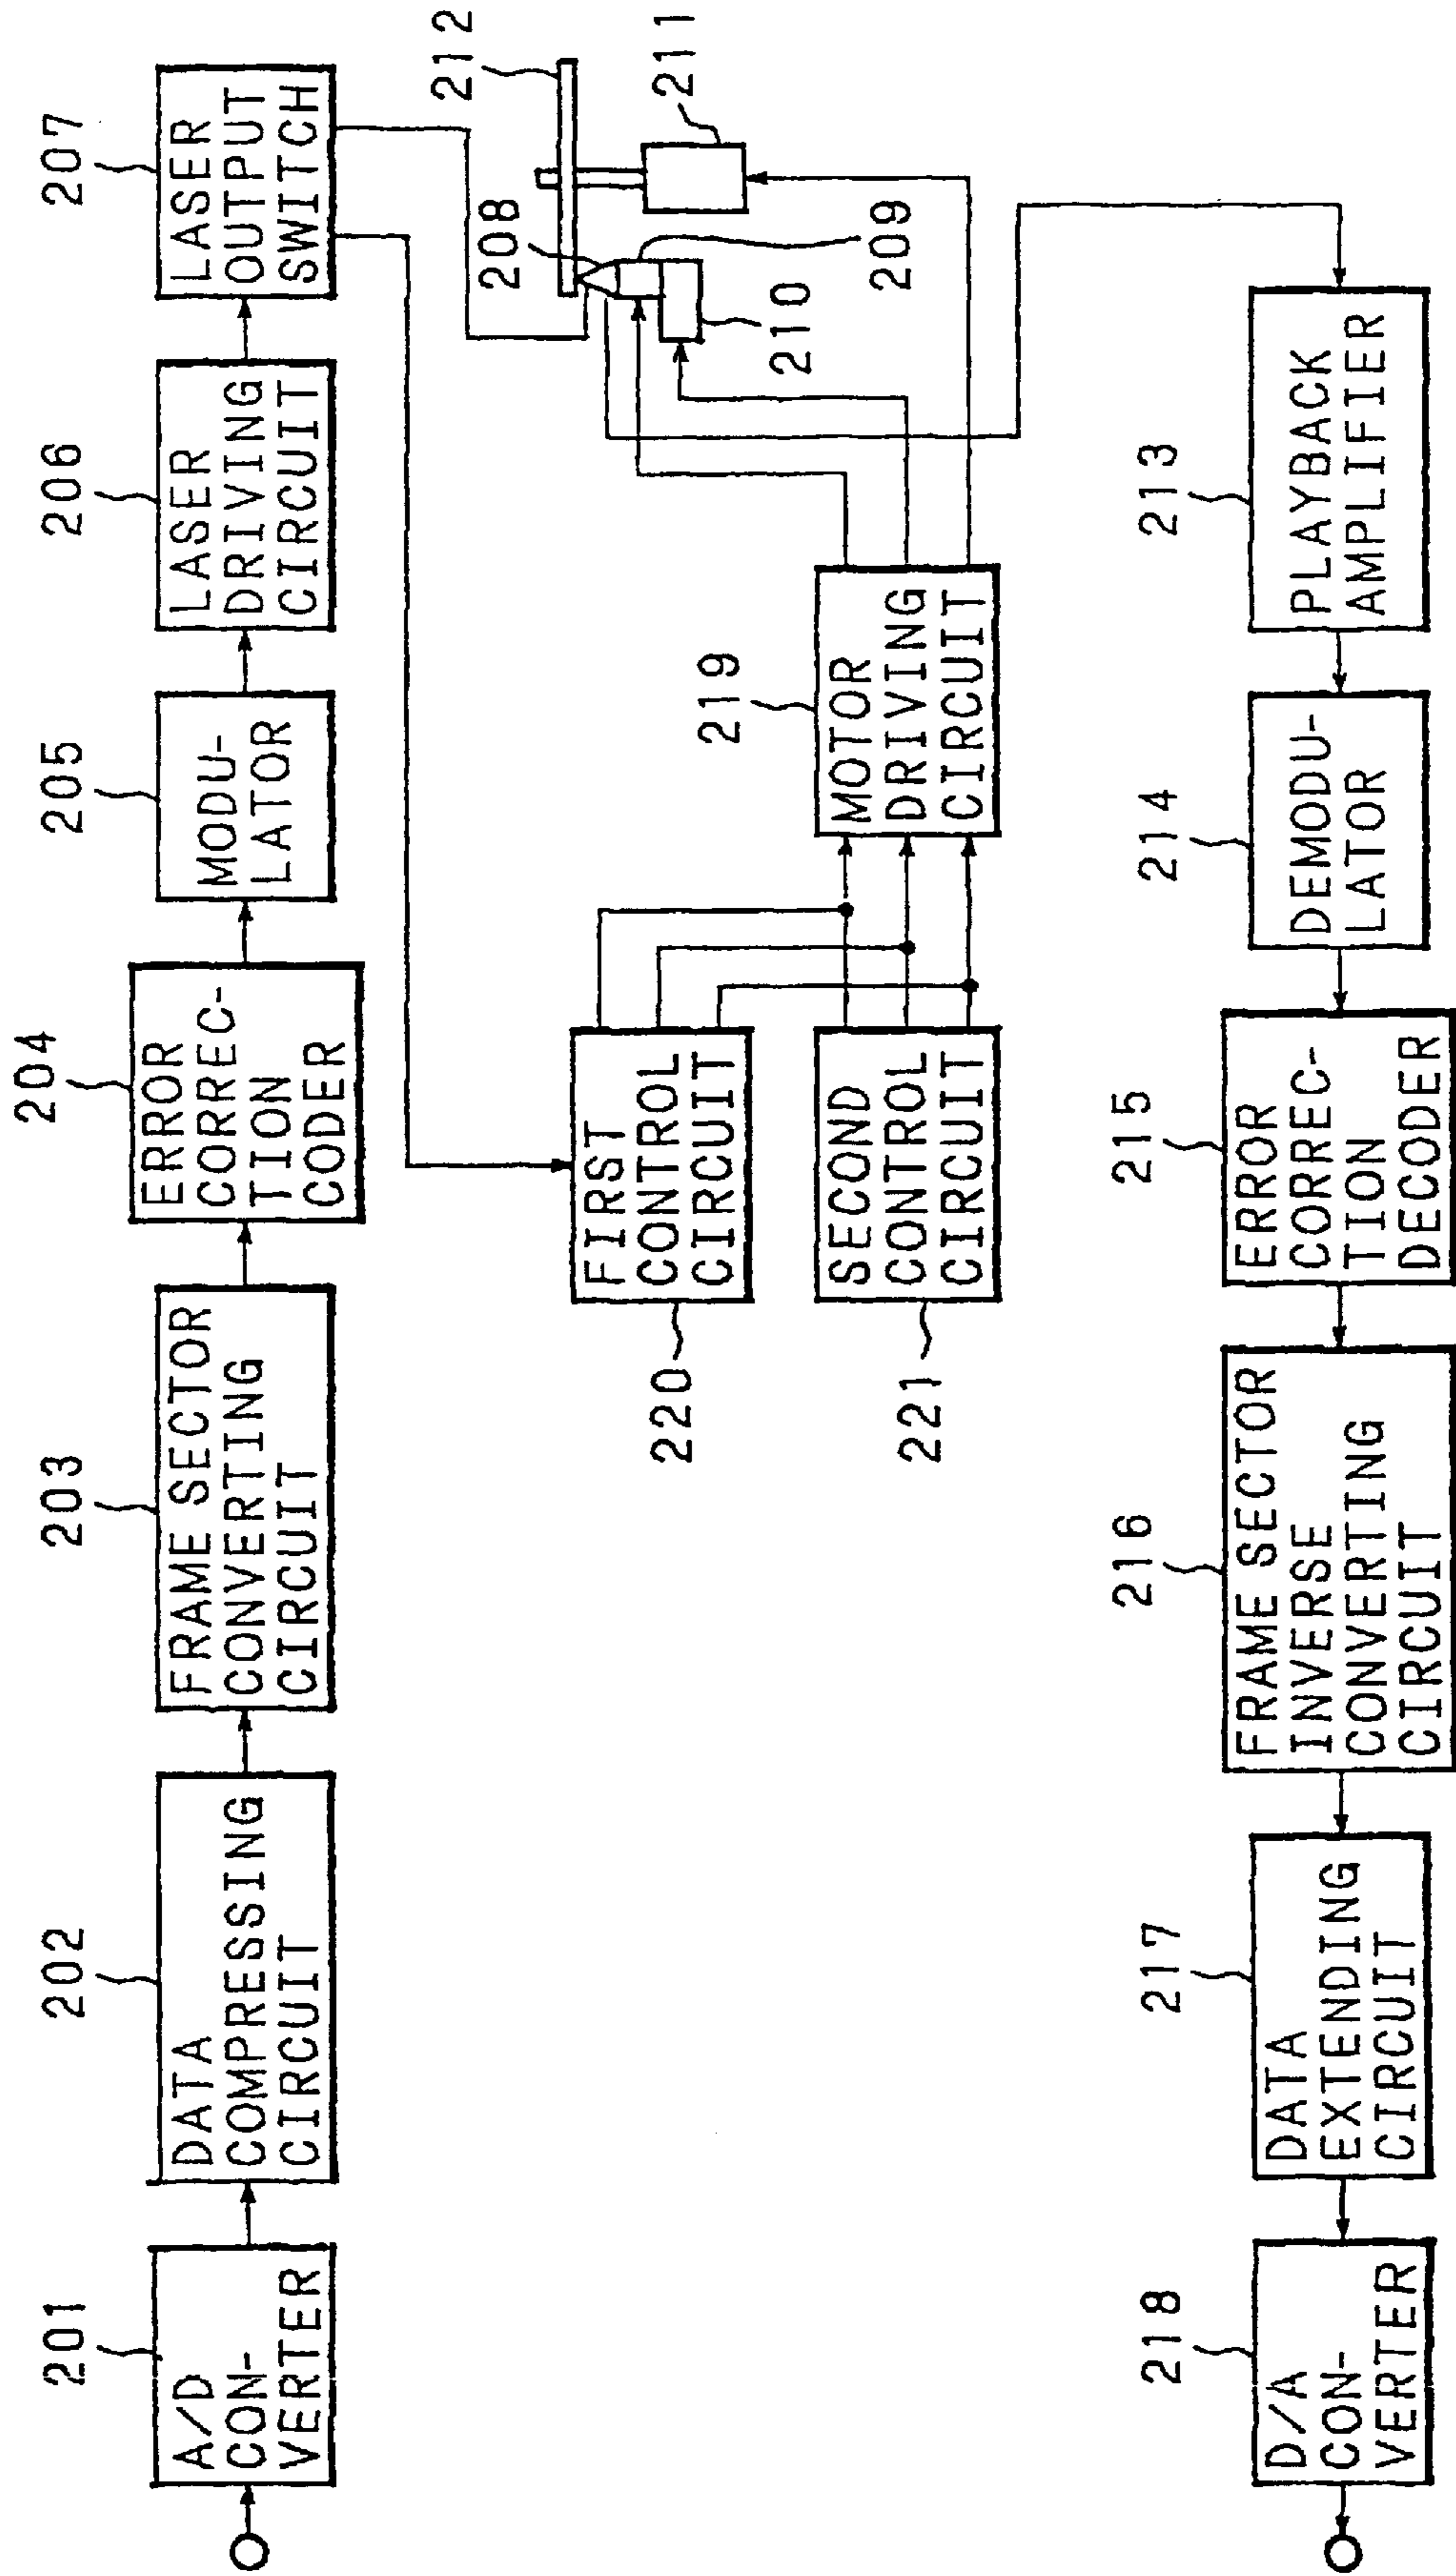 201
A/D
CON-
VERTER
202
DATA
COMPRESSING
CIRCUIT
203
FRAME SECTOR
CONVERTING
CIRCUIT
204
ERROR
CORREC-
TION
CODER
205
MODU-
LATOR
206
LASER
DRIVING
CIRCUIT
207
LASER
OUTPUT
SWITCH
212
208
211
209
210
220
FIRST
CONTROL
CIRCUIT
221
SECOND
CONTROL
CIRCUIT
219
MOTOR
DRIVING
CIRCUIT
218
D/A
CON-
VERTER
217
DATA
EXTENDING
CIRCUIT
216
FRAME SECTOR
INVERSE
CONVERTING
CIRCUIT
215
ERROR
CORREC-
TION
DECODER
214
DEMODU-
LATOR
213
PLAYBACK
AMPLIFIER